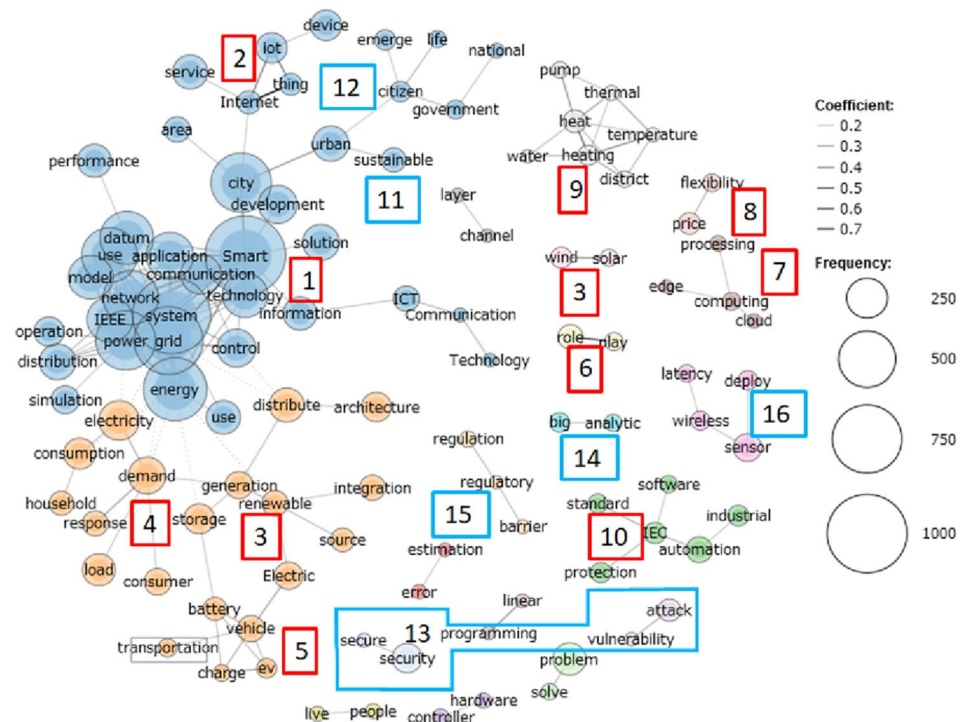 device
iot
emerge
life
national
2
service
thing
Internet
12
citizen
government
area
urban
sustainable
performance
city
development
11
datum
use
application
Smart
solution
communication
model
network
technology
1
information
IEEE
system
operation
power
grid
control
distribution
simulation
energy
use
ICT
Communication
Technology
pump
thermal
heat
temperature
water
heating
district
9
layer
channel
flexibility
8
price
processing
7
edge
computing
cloud
wind
solar
3
role
play
6
latency
deploy
wireless
16
sensor
big
analytic
14
electricity
distribute
architecture
consumption
demand
generation
renewable
integration
household
response
4
storage
3
source
load
consumer
Electric
battery
vehicle
transportation
5
charge
ev
regulation
regulatory
15
barrier
estimation
error
linear
programming
standard
software
10
IEC
industrial
automation
protection
13
secure
security
attack
vulnerability
problem
solve
live
people
hardware
controller
Coefficient:
0.2
0.3
0.4
0.5
0.6
0.7
Frequency:
250
500
750
1000